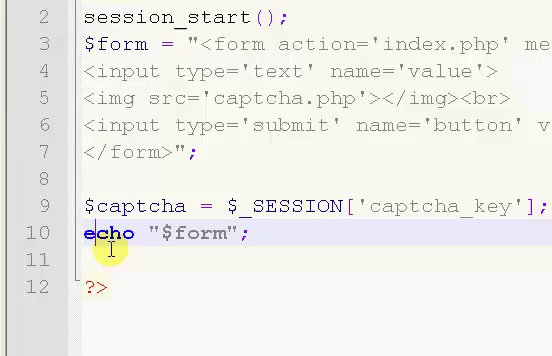 2 session_start();
3 $form = "<form action='index.php' me
4 <input type='text' name='value'>
5 <img src='captcha.php'></img><br>
6 <input type='submit' name='button' v
7 </form>";
8
9 $captcha = $_SESSION['captcha_key'];
10 echo "$form";
11
12 ?>